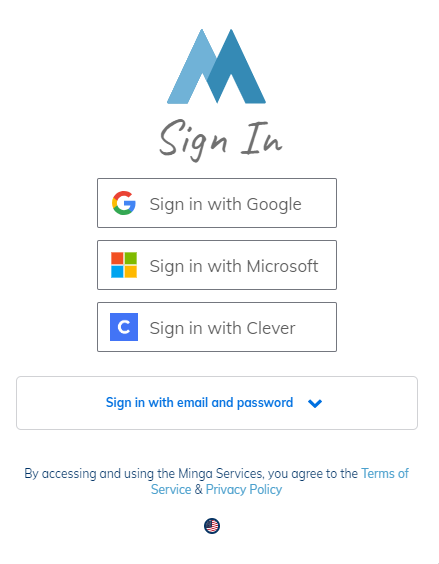 Sign In
Sign in with Google
Sign in with Microsoft
C Sign in with Clever
Sign in with email and password
By accessing and using the Minga Services, you agree to the Terms of
Service & Privacy Policy